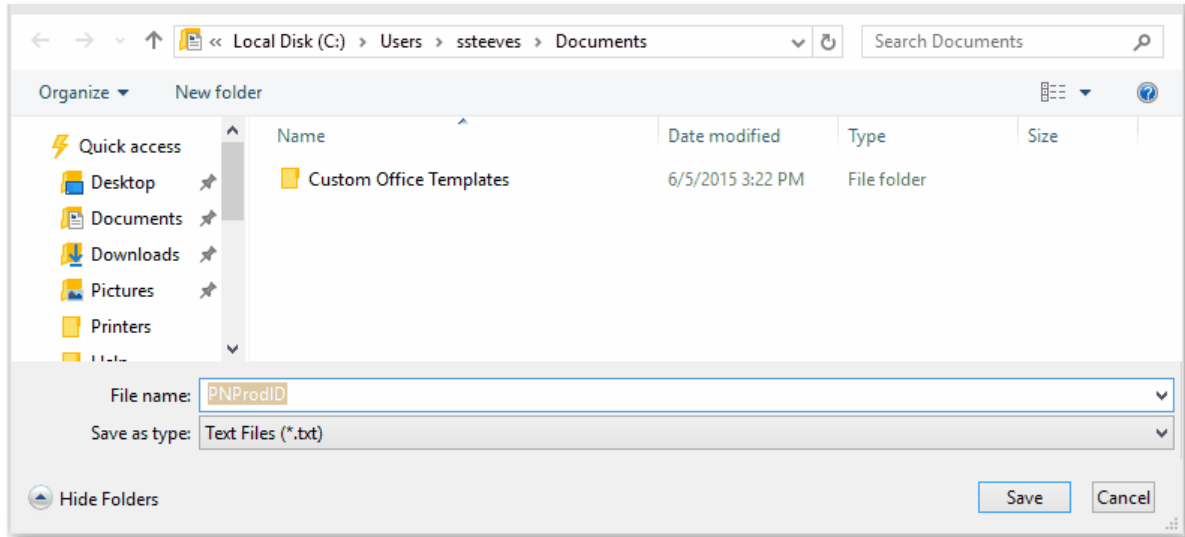 « Local Disk (C:) > Users > ssteeves > Documents
Search Documents
Organize
New folder
Quick access
Desktop
Documents
Downloads
Pictures
Printers
Name
Date modified
Type
Size
Custom Office Templates
6/5/2015 3:22 PM
File folder
File name: PNProdID
Save as type: Text Files (*.txt)
Hide Folders
Save
Cancel